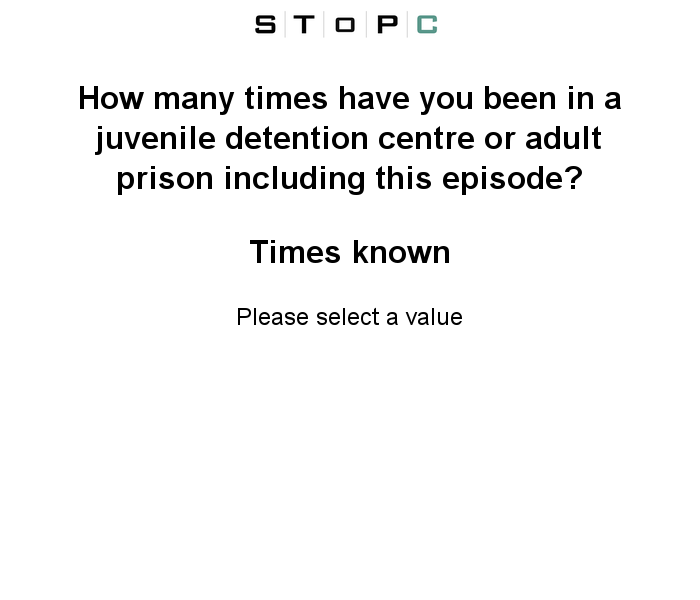 STOPC
How many times have you been in a
juvenile detention centre or adult
prison including this episode?
Times known
Please select a value